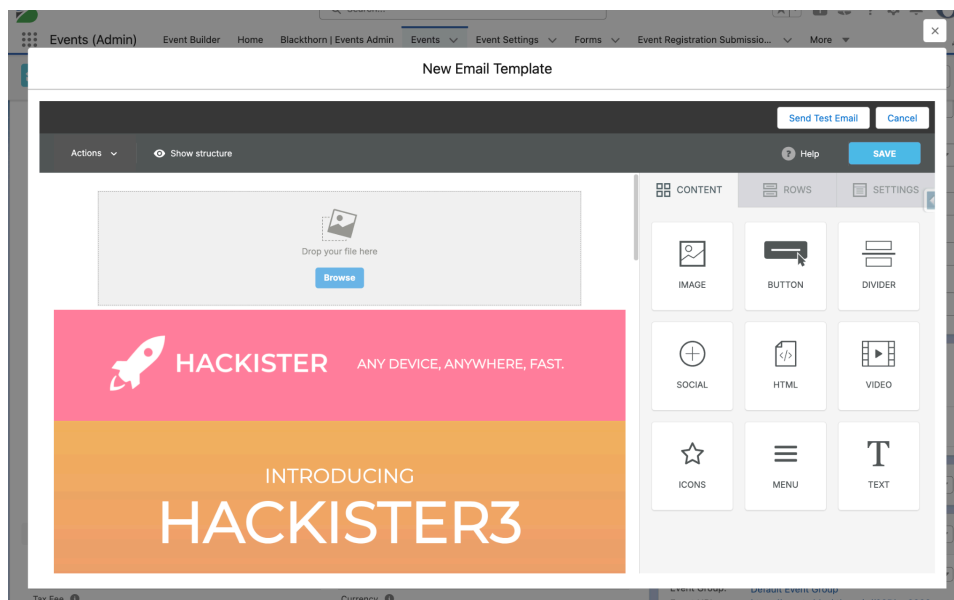 Search...
Events (Admin) Event Builder Home Blackthorn | Events Admin Events Event Settings Forms Event Registration Submissio... More
New Email Template
Send Test Email Cancel
Actions Show structure Help SAVE
CONTENT ROWS SETTINGS
Drop your file here
Browse
IMAGE BUTTON DIVIDER
HACKISTER ANY DEVICE, ANYWHERE, FAST.
SOCIAL HTML VIDEO
INTRODUCING
HACKISTER3
ICONS MENU TEXT
Tax Fee Currency Event Group: Default Event Group